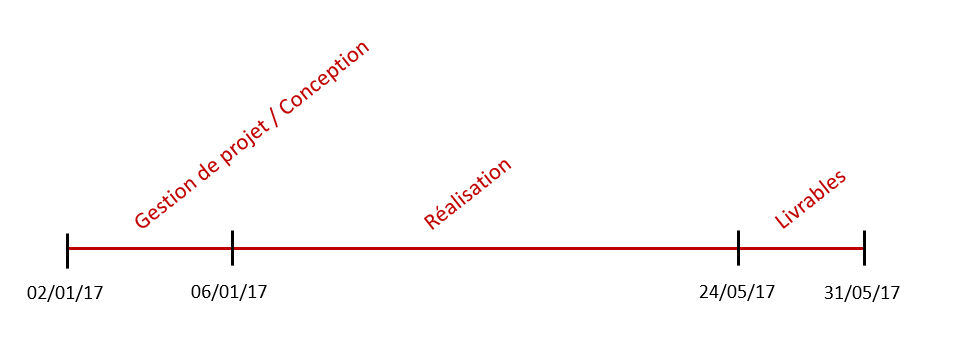 Gestion de projet / Conception
Réalisation
Livrables
02/01/17
06/01/17
24/05/17
31/05/17